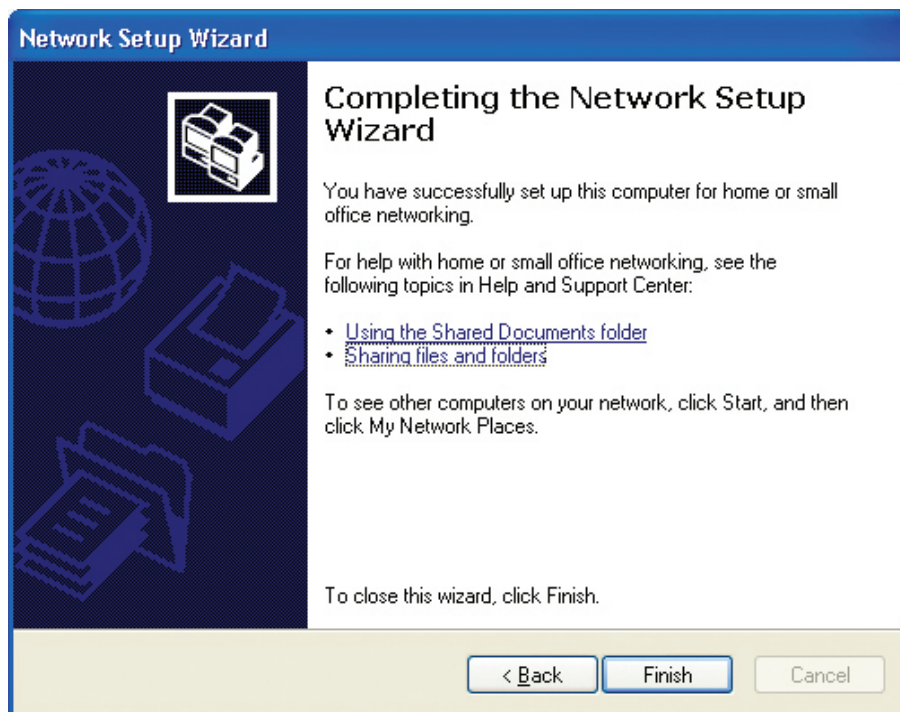 Network Setup Wizard
Completing the Network Setup
Wizard
You have successfully set up this computer for home or small
office networking.
For help with home or small office networking, see the
following topics in Help and Support Center:
• Using the Shared Documents folder
• Sharing files and folders
To see other computers on your network, click Start, and then
click My Network Places.
To close this wizard, click Finish.
< Back Finish Cancel